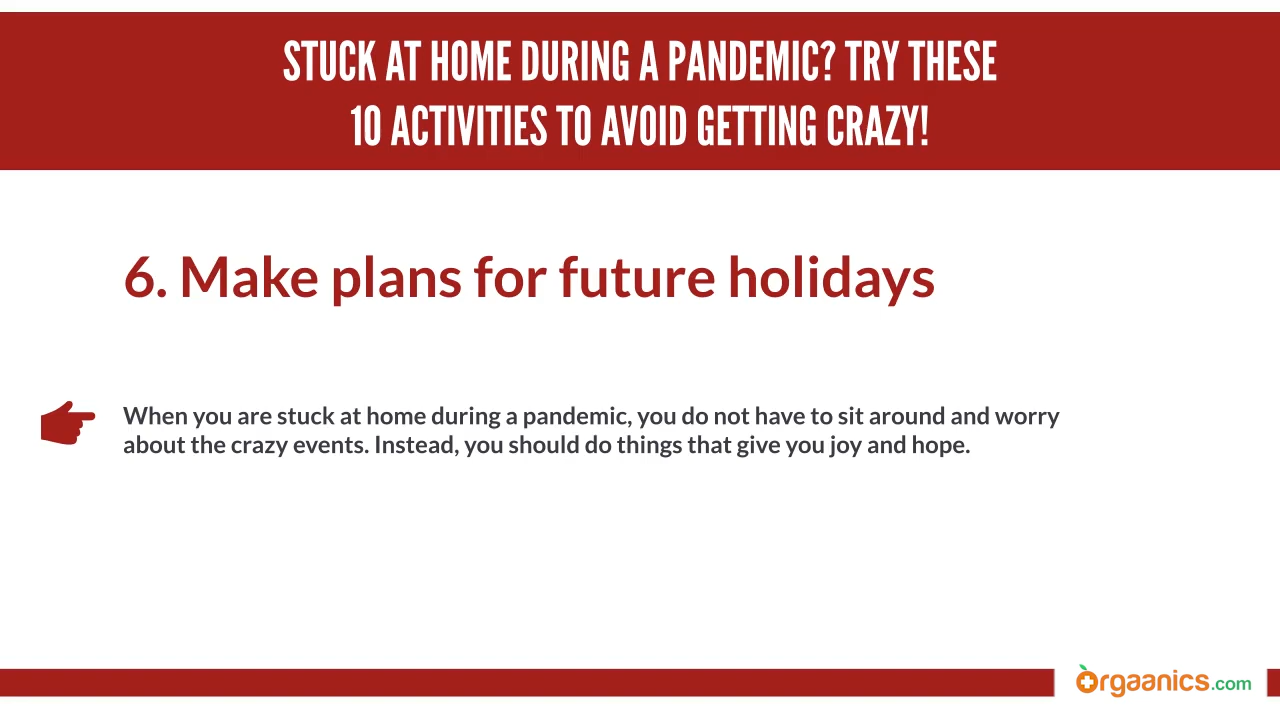 STUCK AT HOME DURING A PANDEMIC? TRY THESE
10 ACTIVITIES TO AVOID GETTING CRAZY!
6. Make plans for future holidays
When you are stuck at home during a pandemic, you do not have to sit around and worry
about the crazy events. Instead, you should do things that give you joy and hope.
Orgaanics.com